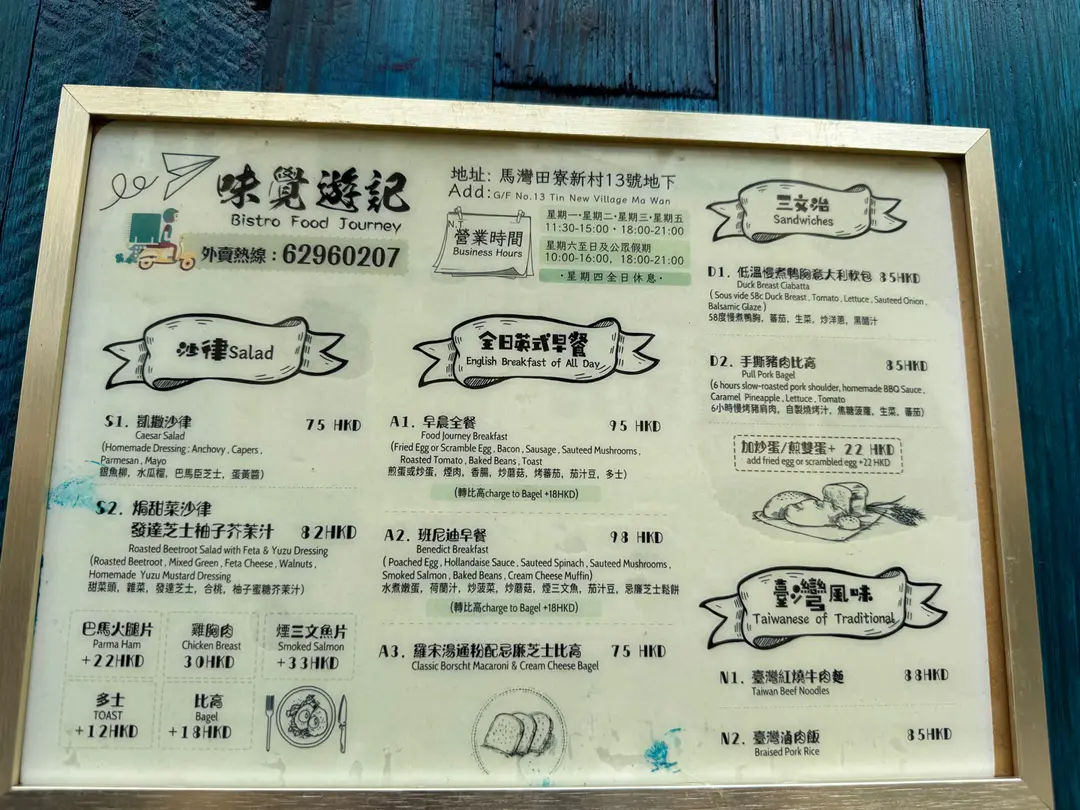 味覺遊記
Bistro Food Journey
外賣熱線：62960207
地址: 馬灣田寮新村13號地下
Add: G/F No.13 Tin New Village Ma Wan
N.T
營業時間
Business Hours
星期一·星期二·星期三·星期五
11:30-15:00·18:00-21:00
星期六至日及公眾假期
10:00-16:00, 18:00-21:00
·星期四全日休息·
沙律Salad
S1. 凱撒沙律 75 HKD
Caesar Salad
(Homemade Dressing: Anchovy, Capers,
Parmesan, Mayo
銀魚柳, 水瓜欖, 巴馬臣芝士, 蛋黃醬)
S2. 焗甜菜沙律
發達芝士柚子芥茉汁 82HKD
Roasted Beetroot Salad with Feta & Yuzu Dressing
(Roasted Beetroot, Mixed Green, Feta Cheese, Walnuts,
Homemade Yuzu Mustard Dressing
甜菜頭, 雜菜, 發達芝士, 合桃, 柚子蜜糖芥茉汁)
巴馬火腿片
Parma Ham
+22HKD
雞胸肉
Chicken Breast
30HKD
煙三文魚片
Smoked Salmon
+33HKD
多士
TOAST
+12HKD
比高
Bagel
+18HKD
全日英式早餐
English Breakfast of All Day
A1. 早晨全餐 95 HKD
Food Journey Breakfast
(Fried Egg or Scramble Egg, Bacon, Sausage, Sauteed Mushrooms,
Roasted Tomato, Baked Beans, Toast
煎蛋或炒蛋, 煙肉, 香腸, 炒蘑菇, 烤蕃茄, 茄汁豆, 多士)
(轉比高charge to Bagel +18HKD)
A2. 班尼迪早餐 98 HKD
Benedict Breakfast
(Poached Egg, Hollandaise Sauce, Sauteed Spinach, Sauteed Mushrooms,
Smoked Salmon, Baked Beans, Cream Cheese Muffin)
水煮嫩蛋, 荷蘭汁, 炒菠菜, 炒蘑菇, 煙三文魚, 茄汁豆, 忌廉芝士鬆餅
(轉比高charge to Bagel +18HKD)
A3. 羅宋湯通粉配忌廉芝士比高 75 HKD
Classic Borscht Macaroni & Cream Cheese Bagel
三文治
Sandwiches
D1. 低溫慢煮鴨胸意大利軟包 85HKD
Duck Breast Ciabatta
(Sous vide 58c Duck Breast, Tomato, Lettuce, Sauteed Onion,
Balsamic Glaze)
58度慢煮鴨胸, 蕃茄, 生菜, 炒洋蔥, 黑醋汁
D2. 手撕豬肉比高 85HKD
Pull Pork Bagel
(6 hours slow-roasted pork shoulder, homemade BBQ Sauce,
Caramel Pineapple, Lettuce, Tomato
6小時慢烤豬肩肉, 自製燒烤汁, 焦糖菠蘿, 生菜, 蕃茄)
加炒蛋/煎雙蛋+ 22 HKD
add fried egg or scrambled egg +22 HKD
臺灣風味
Taiwanese of Traditional
N1. 臺灣紅燒牛肉麵 88HKD
Taiwan Beef Noodles
N2. 臺灣滷肉飯 85HKD
Braised Pork Rice